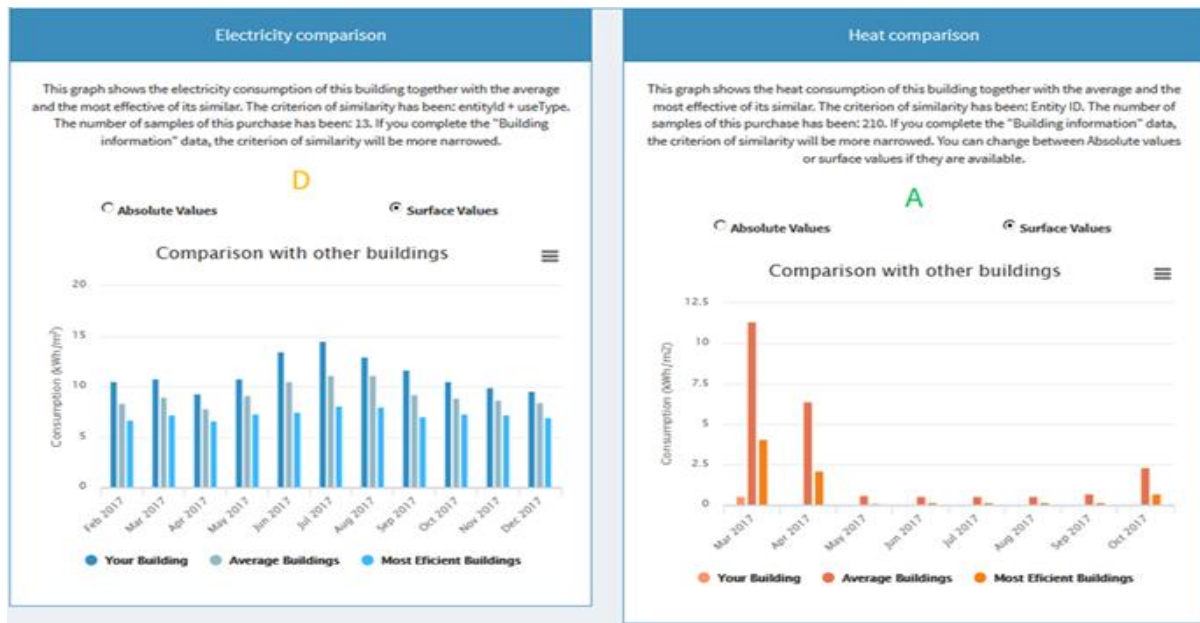 Electricity comparison
This graph shows the electricity consumption of this building together with the average
and the most effective of its similar. The criterion of similarity has been: entityId + useType.
The number of samples of this purchase has been: 13. If you complete the "Building
information" data, the criterion of similarity will be more narrowed.
D
Absolute Values
Surface Values
Comparison with other buildings
20
15
10
5
0
Consumption (kWh/m²)
Feb 2017
Mar 2017
Apr 2017
May 2017
Jun 2017
Jul 2017
Aug 2017
Sep 2017
Oct 2017
Nov 2017
Dec 2017
Your Building
Average Buildings
Most Eficient Buildings
Heat comparison
This graph shows the heat consumption of this building together with the average and the
most effective of its similar. The criterion of similarity has been: Entity ID. The number of
samples of this purchase has been: 210. If you complete the "Building information" data,
the criterion of similarity will be more narrowed. You can change between Absolute values
or surface values if they are available.
A
Absolute Values
Surface Values
Comparison with other buildings
12.5
10
7.5
5
2.5
0
Consumption (kWh/m2)
Mar 2017
Apr 2017
May 2017
Jun 2017
Jul 2017
Aug 2017
Sep 2017
Oct 2017
Your Building
Average Buildings
Most Eficient Buildings